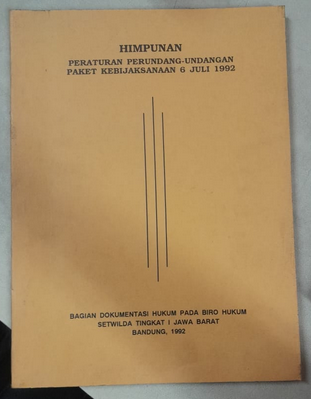 HIMPUNAN
PERATURAN PERUNDANG-UNDANGAN
PAKET KEBIJAKSANAAN 6 JULI 1992
BAGIAN DOKUMENTASI HUKUM PADA BIRO HUKUM
SETWILDA TINGKAT I JAWA BARAT
BANDUNG, 1992